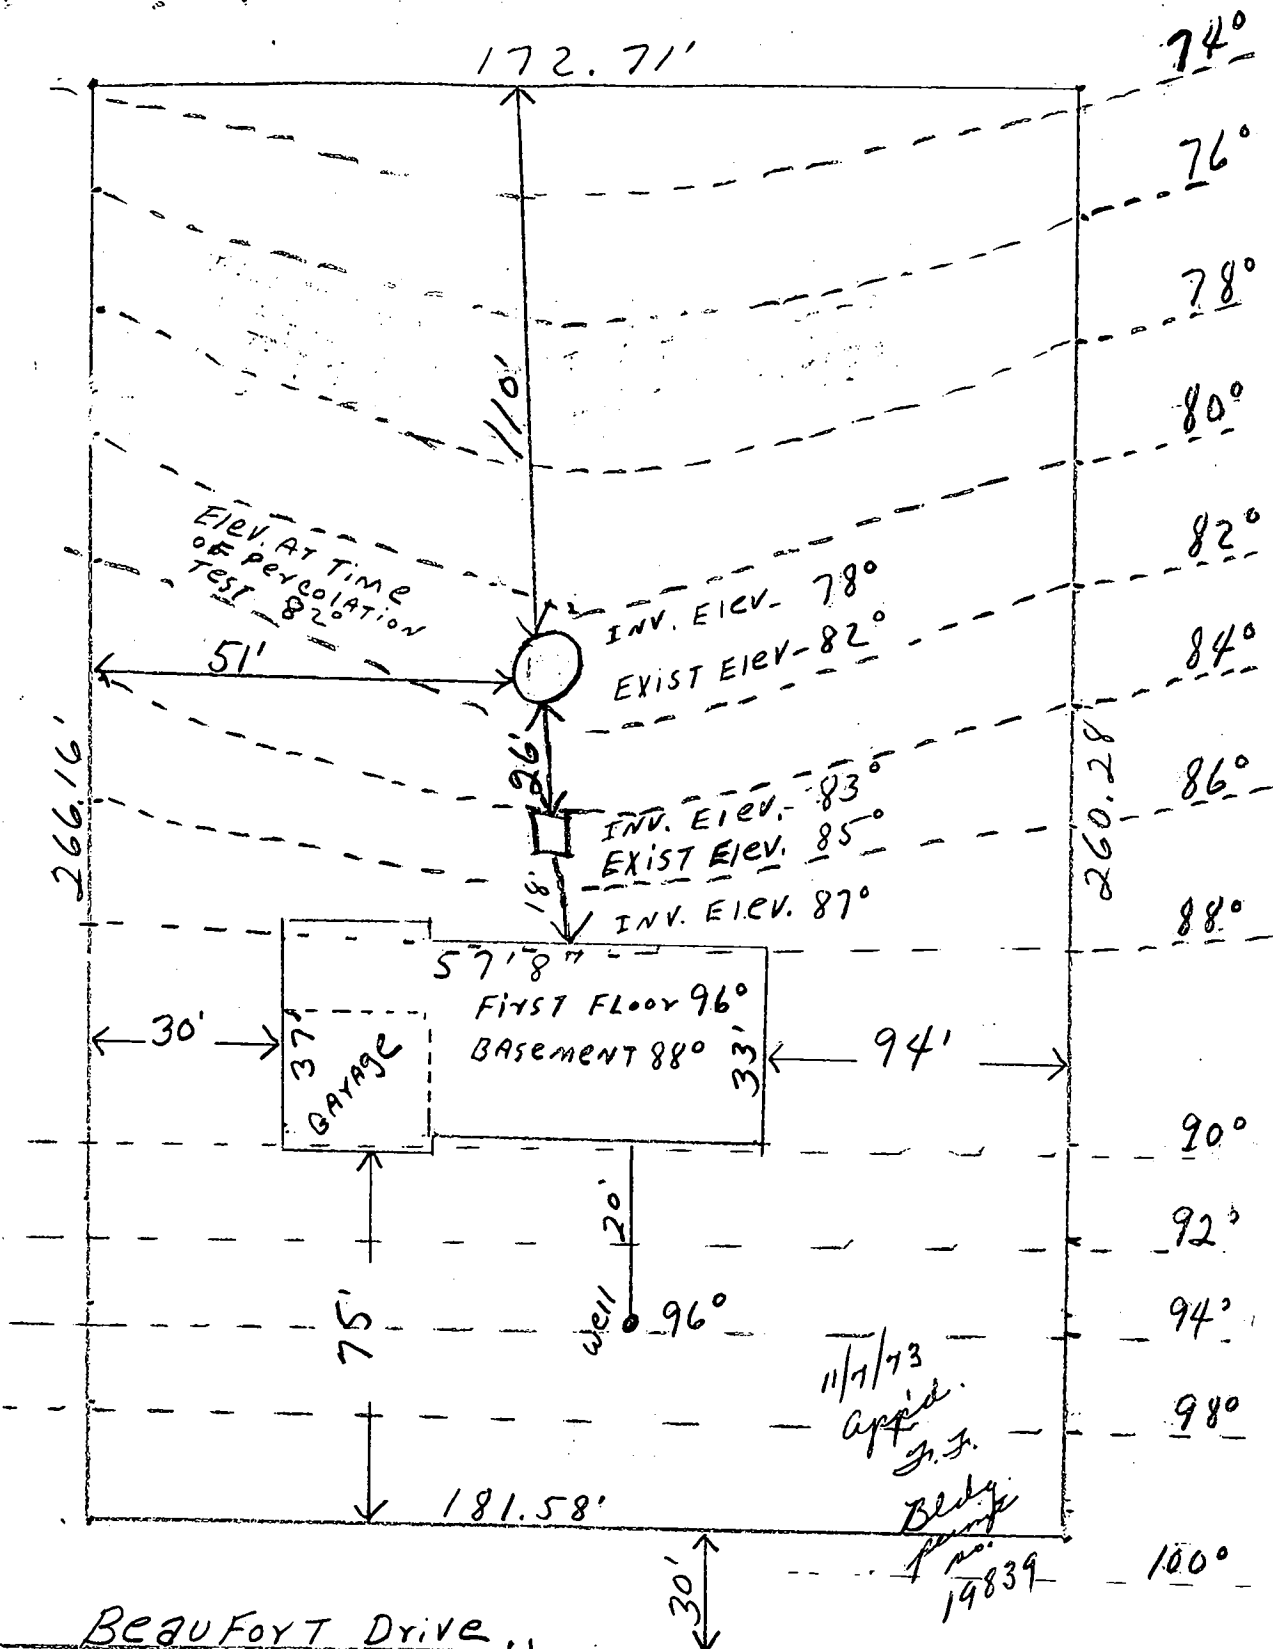 172.71'
74°
76°
78°
80°
82°
84°
86°
88°
90°
92°
94°
98°
100°
110'
Elev. AT Time
OF Percolation
Test 82°
INV. Elev- 78°
EXIST Elev-82°
51'
26'
266.16'
260.28'
INV. Elev.- 83°
EXIST Elev. 85°
18'
INV. Elev. 87°
57'8"
First Floor 96°
BASement 88°
30'
37'
GArAge
33'
94'
20'
75'
Well
96°
11/7/73
App'd.
F.F.
Bldg.
permit
no.
19839
181.58'
30'
BeauForT Drive